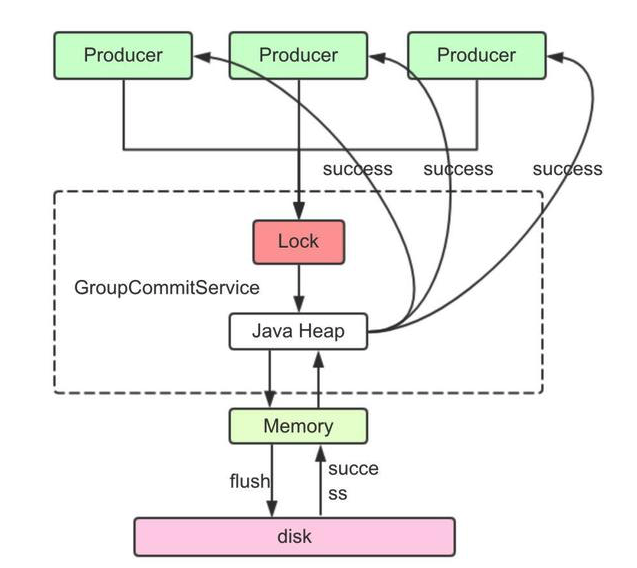 Producer
Producer
Producer
success
success
success
Lock
GroupCommitService
Java Heap
Memory
flush
succe
ss
disk